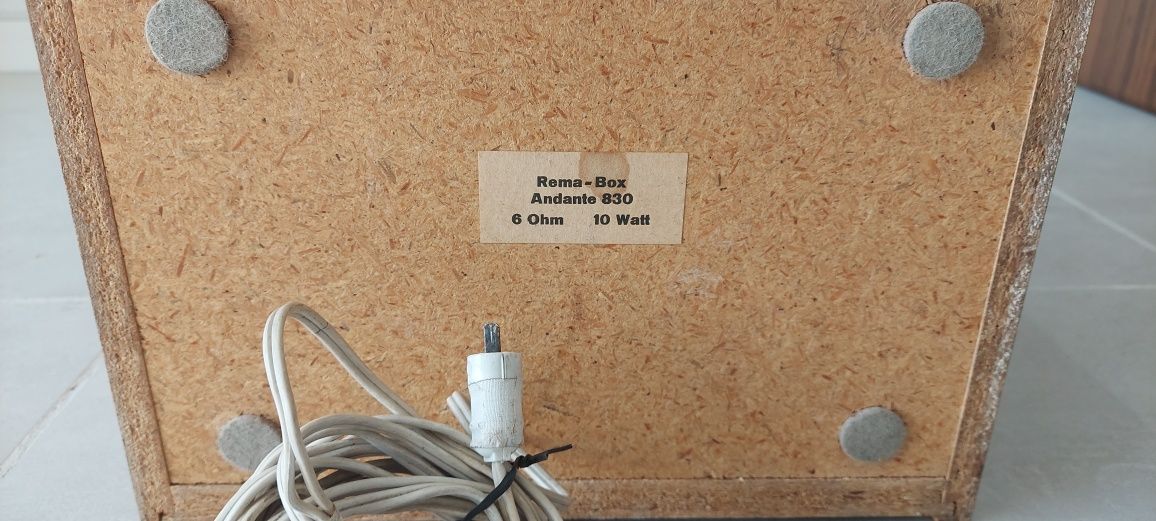 Rema-Box
Andante 830
6 Ohm 10 Watt